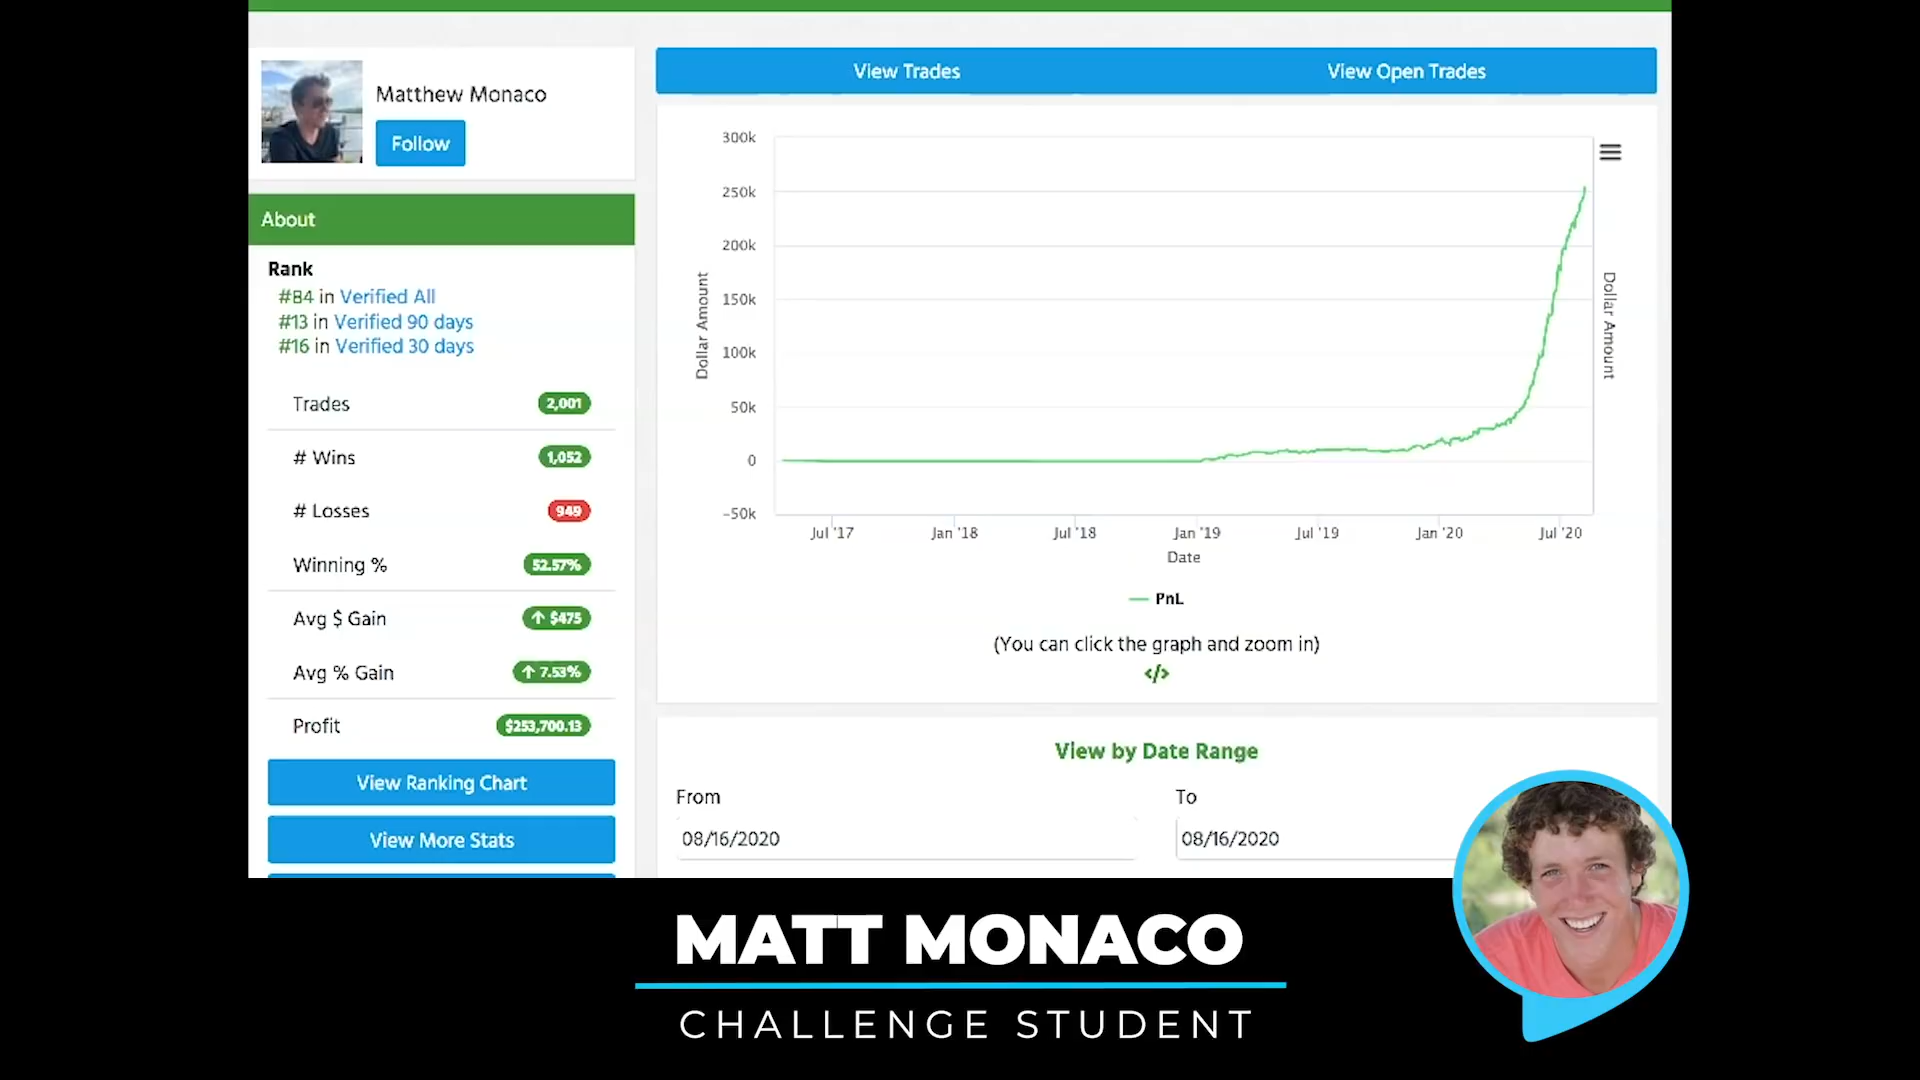 Matthew Monaco
Follow
About
Rank
#84 in Verified All
#13 in Verified 90 days
#16 in Verified 30 days
Trades 2,001
# Wins 1,052
# Losses 949
Winning % 52.57%
Avg $ Gain ↑ $475
Avg % Gain ↑ 7.53%
Profit $253,700.13
View Ranking Chart
View More Stats
View Trades
View Open Trades
300k
250k
200k
150k
100k
50k
0
−50k
Dollar Amount
Dollar Amount
Jul '17
Jan '18
Jul '18
Jan '19
Jul '19
Jan '20
Jul '20
Date
PnL
(You can click the graph and zoom in)
</>
View by Date Range
From
To
08/16/2020
08/16/2020
MATT MONACO
CHALLENGE STUDENT